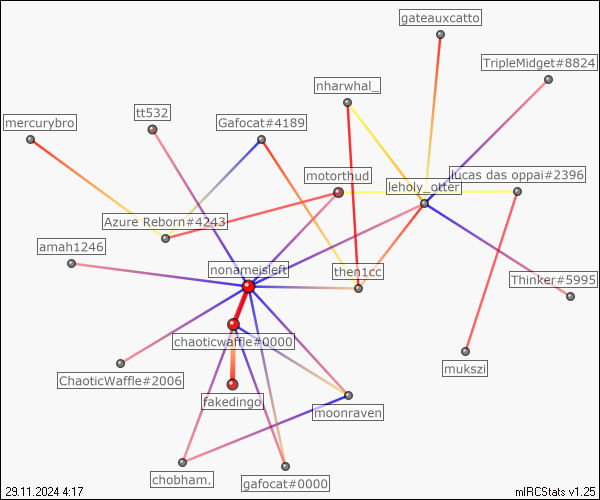 gateauxcatto
TripleMidget#8824
nharwhal_
tt532
mercurybro
Gafocat#4189
motorthud
lucas das oppai#2396
leholy_otter
Azure Reborn#4243
amah1246
nonameisleft
then1cc
Thinker#5995
chaoticwaffle#0000
mukszi
ChaoticWaffle#2006
fakedingo
moonraven
chobham.
gafocat#0000
29.11.2024 4:17
mIRCStats v1.25